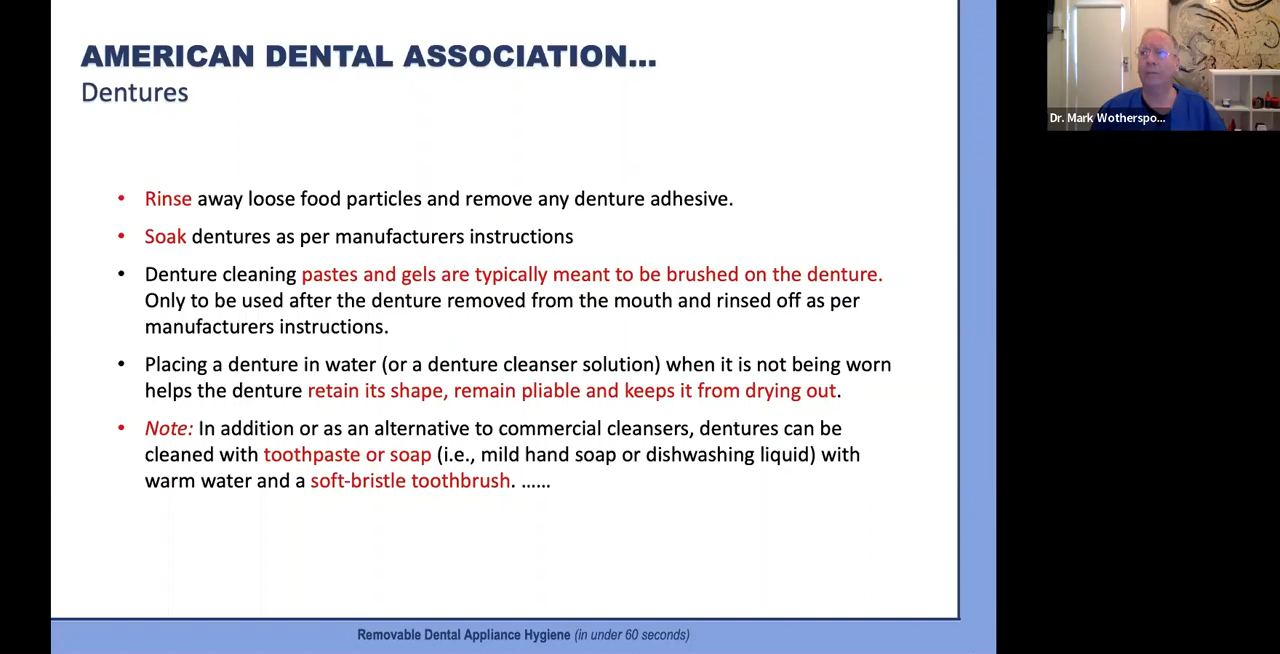 AMERICAN DENTAL ASSOCIATION...
Dentures
• Rinse away loose food particles and remove any denture adhesive.
• Soak dentures as per manufacturers instructions
• Denture cleaning pastes and gels are typically meant to be brushed on the denture.
Only to be used after the denture removed from the mouth and rinsed off as per
manufacturers instructions.
• Placing a denture in water (or a denture cleanser solution) when it is not being worn
helps the denture retain its shape, remain pliable and keeps it from drying out.
• Note: In addition or as an alternative to commercial cleansers, dentures can be
cleaned with toothpaste or soap (i.e., mild hand soap or dishwashing liquid) with
warm water and a soft-bristle toothbrush. ......
Removable Dental Appliance Hygiene (in under 60 seconds)
Dr. Mark Wotherspo...